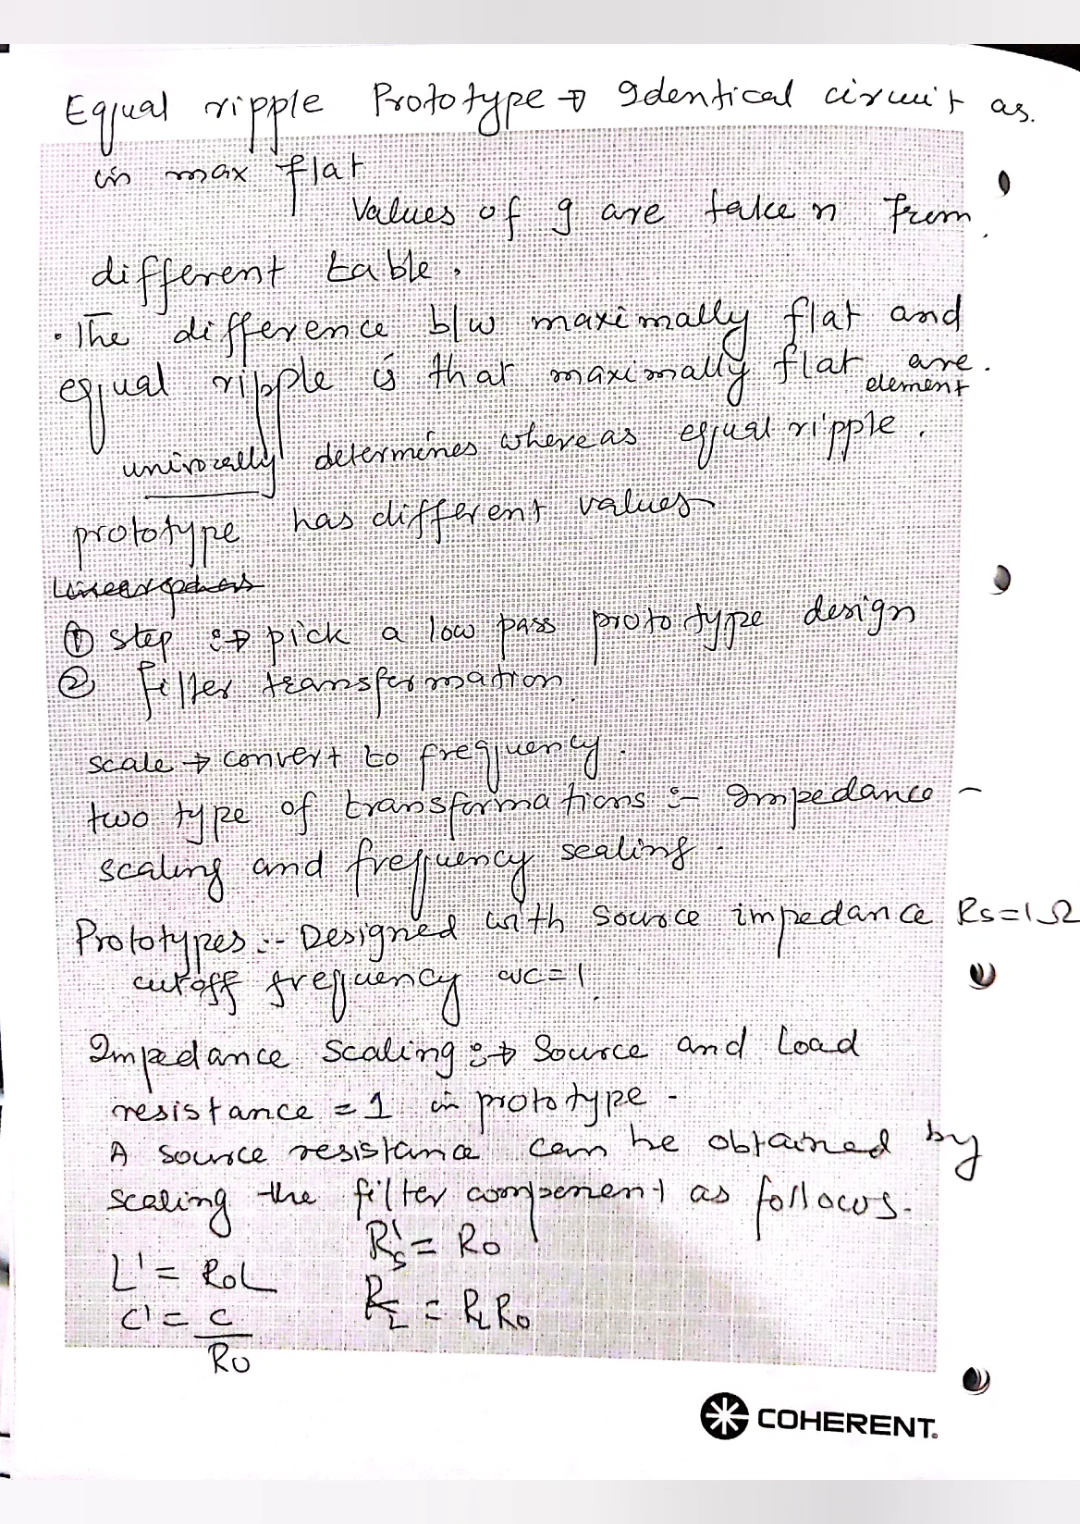 Equal ripple Prototype → Identical circuit as.
in max flat
Values of g are taken from
different table.
• The difference b/w maximally flat and
equal ripple is that maximally flat are.
element
univocally determines whereas equal ripple.
prototype has different values
① step :→ pick a low pass prototype design
② filter transformation
scale → convert to frequency.
two type of transformations :- Impedance -
scaling and frequency scaling.
Prototypes :- Designed with source impedance Rs=1Ω
cutoff frequency wc=1.
Impedance Scaling :→ Source and Load
resistance = 1 in prototype -
A source resistance can be obtained by
scaling the filter component as follows.
R's = Ro
L' = RoL
R'L = RL Ro
C' = C
Ro
COHERENT.